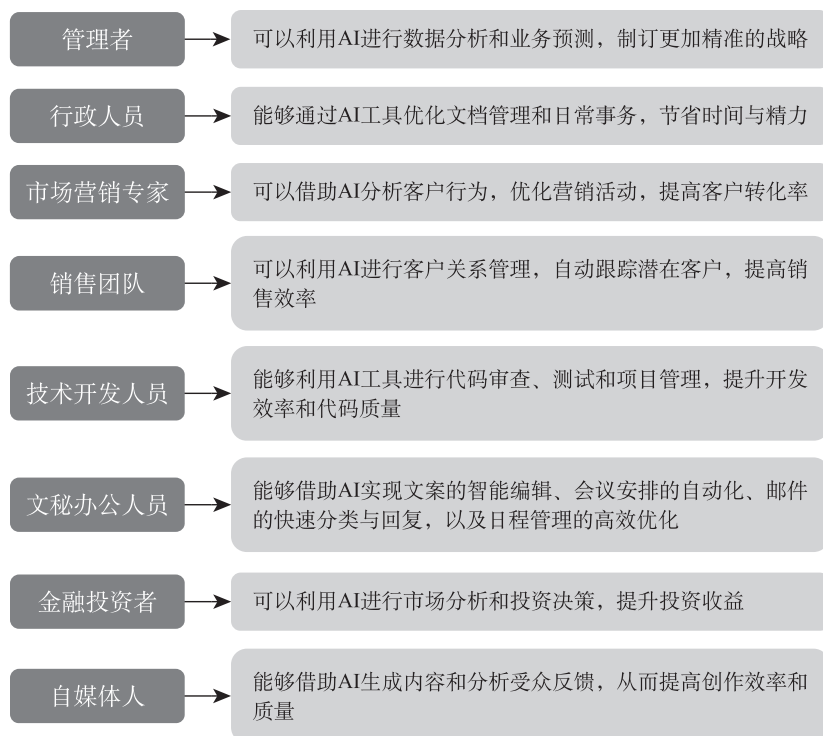 管理者
可以利用AI进行数据分析和业务预测，制订更加精准的战略
行政人员
能够通过AI工具优化文档管理和日常事务，节省时间与精力
市场营销专家
可以借助AI分析客户行为，优化营销活动，提高客户转化率
销售团队
可以利用AI进行客户关系管理，自动跟踪潜在客户，提高销
售效率
技术开发人员
能够利用AI工具进行代码审查、测试和项目管理，提升开发
效率和代码质量
文秘办公人员
能够借助AI实现文案的智能编辑、会议安排的自动化、邮件
的快速分类与回复，以及日程管理的高效优化
金融投资者
可以利用AI进行市场分析和投资决策，提升投资收益
自媒体人
能够借助AI生成内容和分析受众反馈，从而提高创作效率和
质量